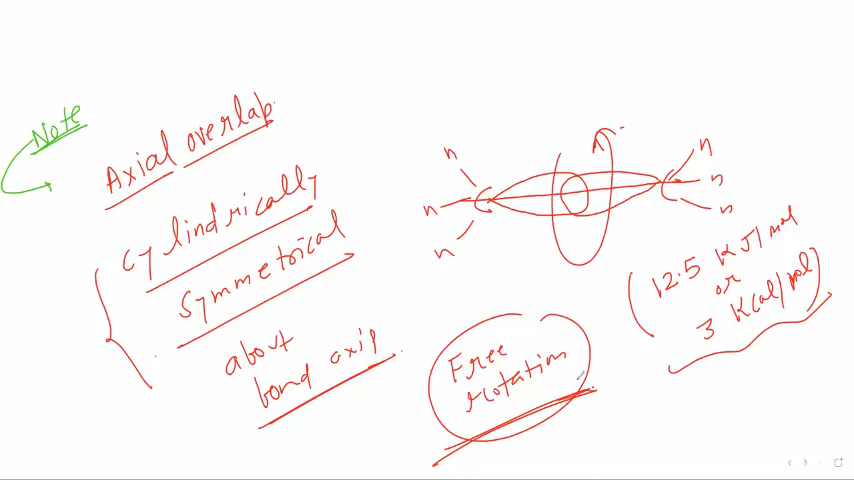 Note
Axial overlap
Cylindrically
symmetrical
about
bond axis
n
n
n
n
n
n
(12.5 KJ/mol
or
3 Kcal/mol)
Free
rotation